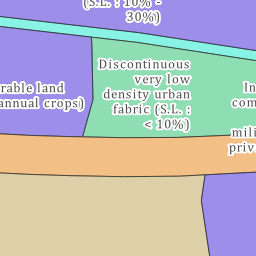 (S.L. : 10% -
30%)
Discontinuous
very low
density urban
fabric (S.L. :
< 10%)
rable land
annual crops)
In
com
mili
priv